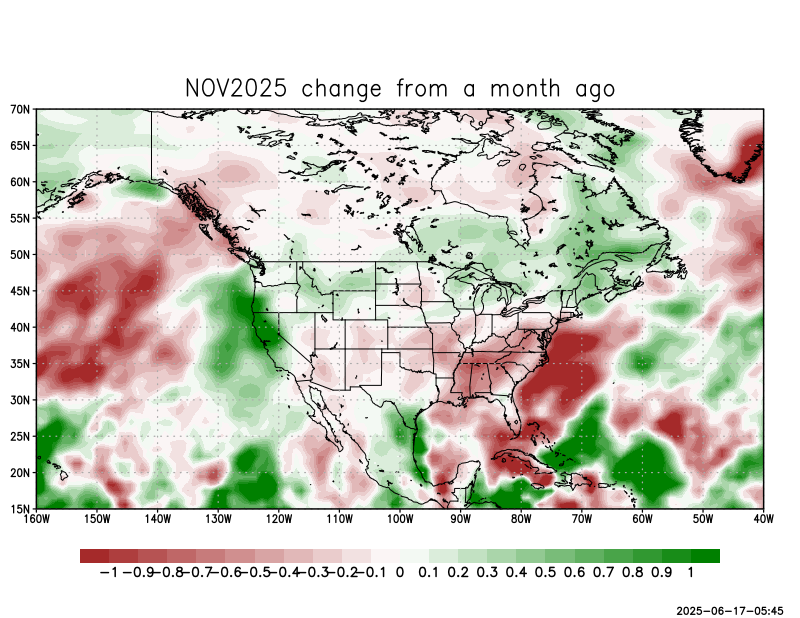 NOV2025 change from a month ago
70N
65N
60N
55N
50N
45N
40N
35N
30N
25N
20N
15N
160W 150W 140W 130W 120W 110W 100W 90W 80W 70W 60W 50W 40W
-1 -0.9 -0.8 -0.7 -0.6 -0.5 -0.4 -0.3 -0.2 -0.1 0 0.1 0.2 0.3 0.4 0.5 0.6 0.7 0.8 0.9 1
2025-06-17-05:45